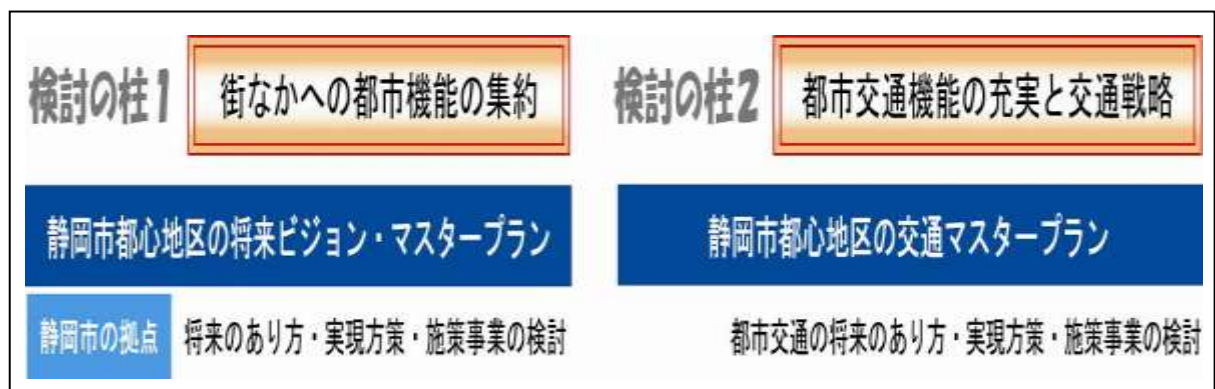 検討の柱1
街なかへの都市機能の集約
静岡市都心地区の将来ビジョン・マスタープラン
静岡市の拠点
将来のあり方・実現方策・施策事業の検討
検討の柱2
都市交通機能の充実と交通戦略
静岡市都心地区の交通マスタープラン
都市交通の将来のあり方・実現方策・施策事業の検討